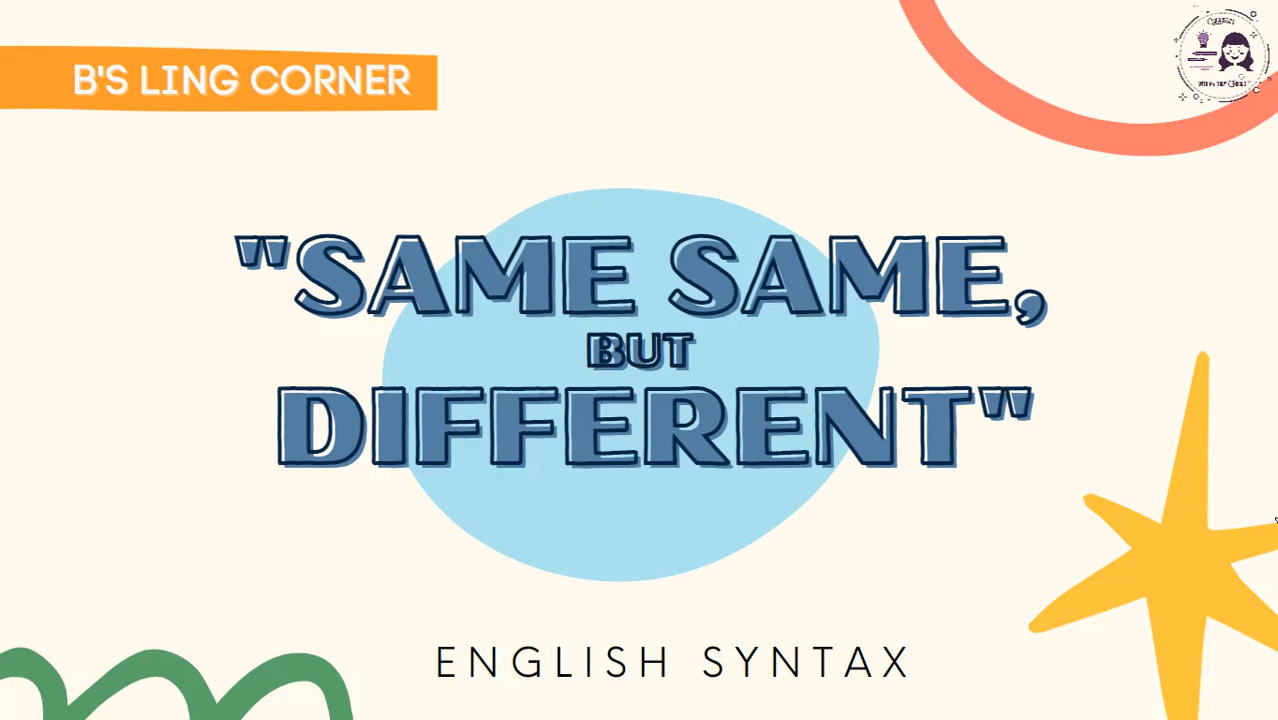 B'S LING CORNER
"SAME SAME,
BUT
DIFFERENT"
ENGLISH SYNTAX